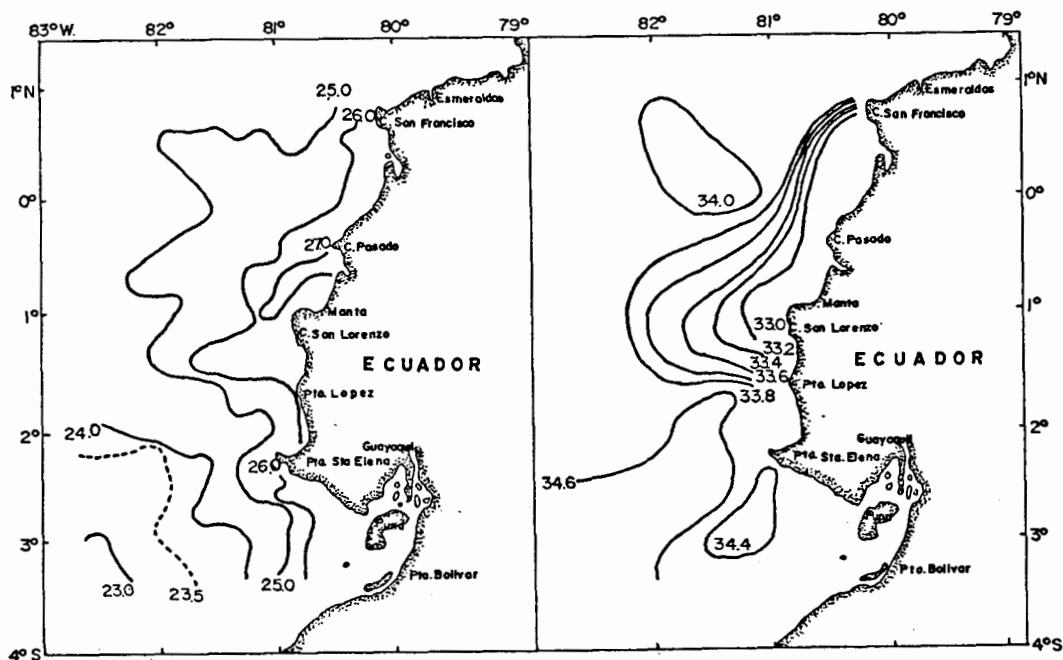 83° W.
82°
81°
80°
79°
1° N
0°
1°
2°
3°
4° S
25.0
26.0
Esmeraldas
C. San Francisco
27.0
C. Pasado
Manta
C. San Lorenzo
ECUADOR
Pto. Lopez
24.0
Guayaquil
26.0
Pta. Sta Elena
23.0
23.5
25.0
Pto. Bolivar
82°
81°
80°
79°
1° N
0°
1°
2°
3°
4° S
Esmeraldas
C. San Francisco
34.0
C. Pasado
Manta
33.0
C. San Lorenzo
33.2
33.4
ECUADOR
33.6
Pto. Lopez
33.8
Guayaquil
Pta. Sta. Elena
34.6
34.4
Pto. Bolivar